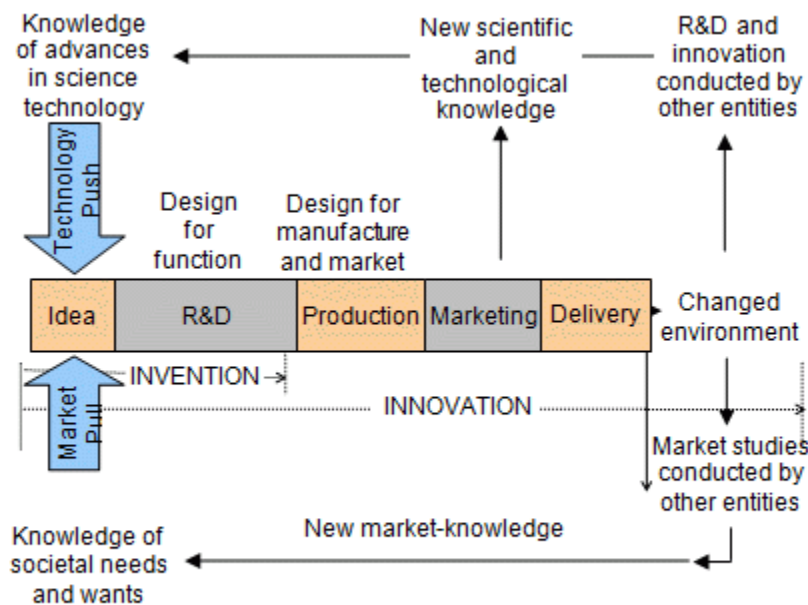 Knowledge
of advances
in science
technology
New scientific
and
technological
knowledge
R&D and
innovation
conducted by
other entities
Technology
Push
Design
for
function
Design for
manufacture
and market
Idea
R&D
Production
Marketing
Delivery
Changed
environment
INVENTION
INNOVATION
Market
Pull
Market studies
conducted by
other entities
New market-knowledge
Knowledge of
societal needs
and wants